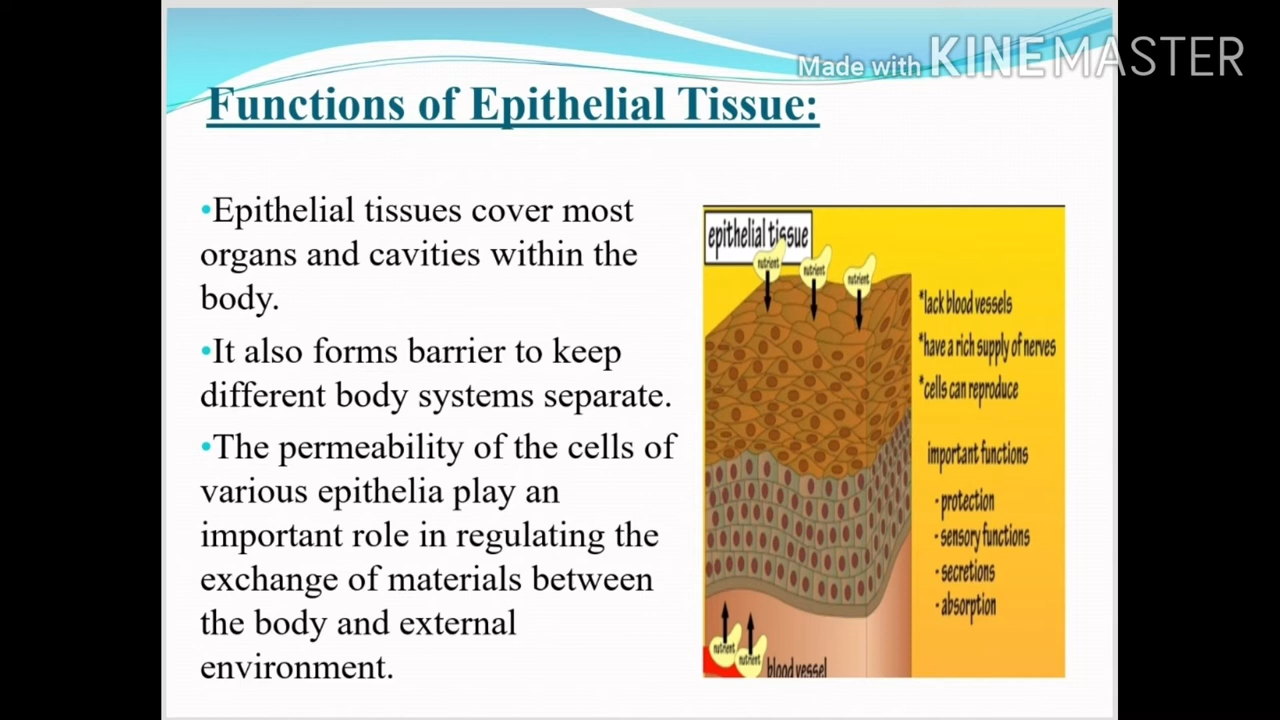 Made with KINEMASTER
Functions of Epithelial Tissue:
•Epithelial tissues cover most
organs and cavities within the
body.
•It also forms barrier to keep
different body systems separate.
•The permeability of the cells of
various epithelia play an
important role in regulating the
exchange of materials between
the body and external
environment.
epithelial tissue
nutrient
nutrient
nutrient
*lack blood vessels
*have a rich supply of nerves
*cells can reproduce
important functions
- protection
- sensory functions
- secretions
- absorption
nutrient
nutrient
blood vessel